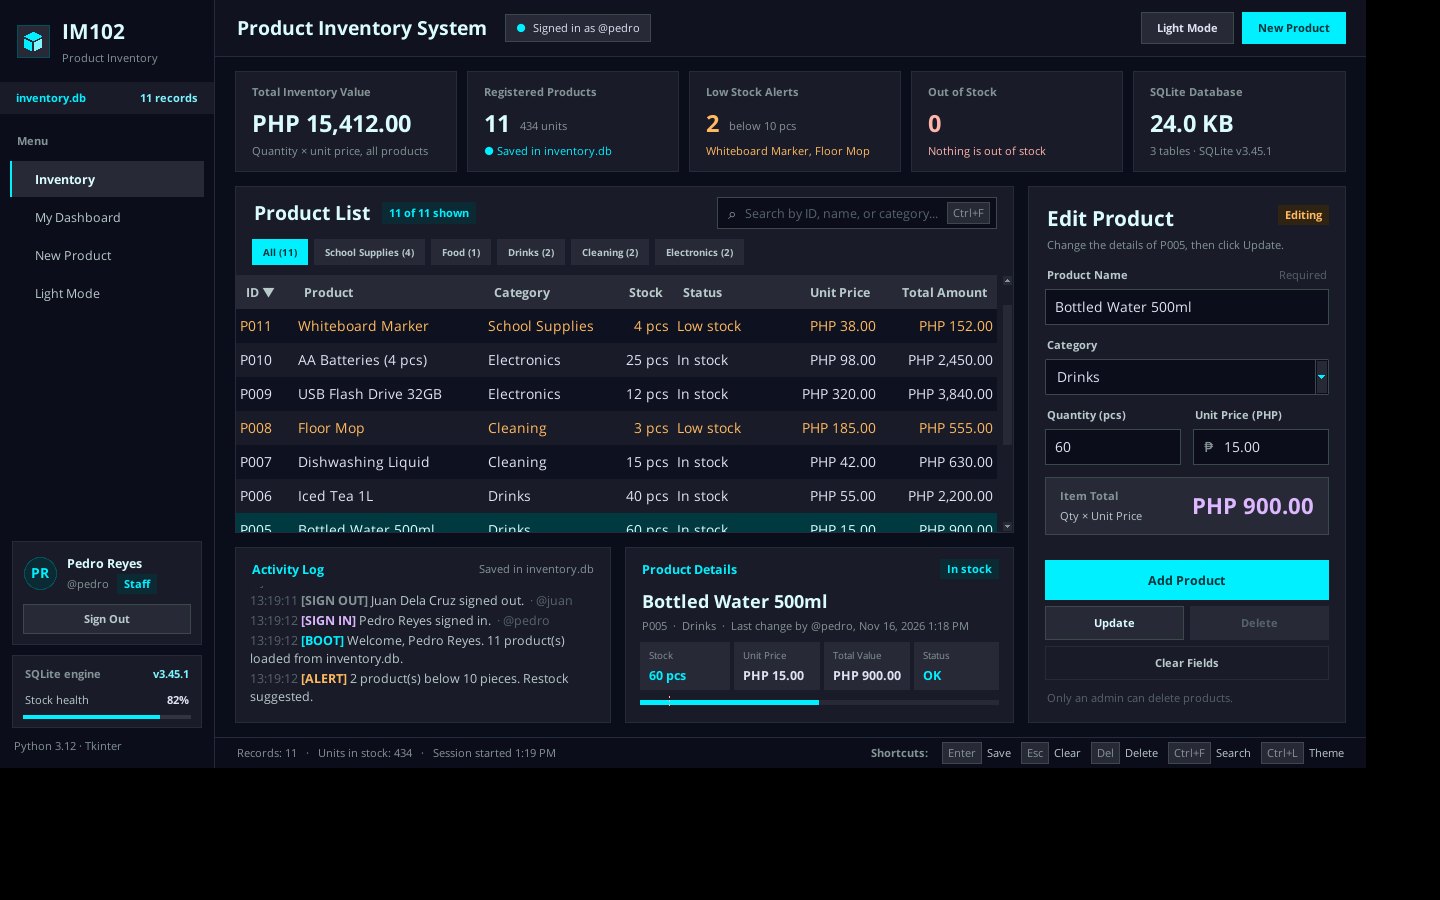 IM102
Product Inventory
inventory.db 11 records
Menu
Inventory
My Dashboard
New Product
Light Mode
PR Pedro Reyes
@pedro Staff
Sign Out
SQLite engine v3.45.1
Stock health 82%
Python 3.12 · Tkinter
Product Inventory System
Signed in as @pedro
Light Mode
New Product
Total Inventory Value
PHP 15,412.00
Quantity × unit price, all products
Registered Products
11 434 units
Saved in inventory.db
Low Stock Alerts
2 below 10 pcs
Whiteboard Marker, Floor Mop
Out of Stock
0
Nothing is out of stock
SQLite Database
24.0 KB
3 tables · SQLite v3.45.1
Product List 11 of 11 shown
Search by ID, name, or category... Ctrl+F
All (11) School Supplies (4) Food (1) Drinks (2) Cleaning (2) Electronics (2)
ID ▼ Product Category Stock Status Unit Price Total Amount
P011 Whiteboard Marker School Supplies 4 pcs Low stock PHP 38.00 PHP 152.00
P010 AA Batteries (4 pcs) Electronics 25 pcs In stock PHP 98.00 PHP 2,450.00
P009 USB Flash Drive 32GB Electronics 12 pcs In stock PHP 320.00 PHP 3,840.00
P008 Floor Mop Cleaning 3 pcs Low stock PHP 185.00 PHP 555.00
P007 Dishwashing Liquid Cleaning 15 pcs In stock PHP 42.00 PHP 630.00
P006 Iced Tea 1L Drinks 40 pcs In stock PHP 55.00 PHP 2,200.00
P005 Bottled Water 500ml Drinks 60 pcs In stock PHP 15.00 PHP 900.00
Activity Log Saved in inventory.db
13:19:11 [SIGN OUT] Juan Dela Cruz signed out. · @juan
13:19:12 [SIGN IN] Pedro Reyes signed in. · @pedro
13:19:12 [BOOT] Welcome, Pedro Reyes. 11 product(s)
loaded from inventory.db.
13:19:12 [ALERT] 2 product(s) below 10 pieces. Restock
suggested.
Product Details In stock
Bottled Water 500ml
P005 · Drinks · Last change by @pedro, Nov 16, 2026 1:18 PM
Stock Unit Price Total Value Status
60 pcs PHP 15.00 PHP 900.00 OK
Edit Product Editing
Change the details of P005, then click Update.
Product Name Required
Bottled Water 500ml
Category
Drinks
Quantity (pcs) Unit Price (PHP)
60 ₱ 15.00
Item Total
Qty × Unit Price
PHP 900.00
Add Product
Update Delete
Clear Fields
Only an admin can delete products.
Records: 11 · Units in stock: 434 · Session started 1:19 PM
Shortcuts: Enter Save Esc Clear Del Delete Ctrl+F Search Ctrl+L Theme